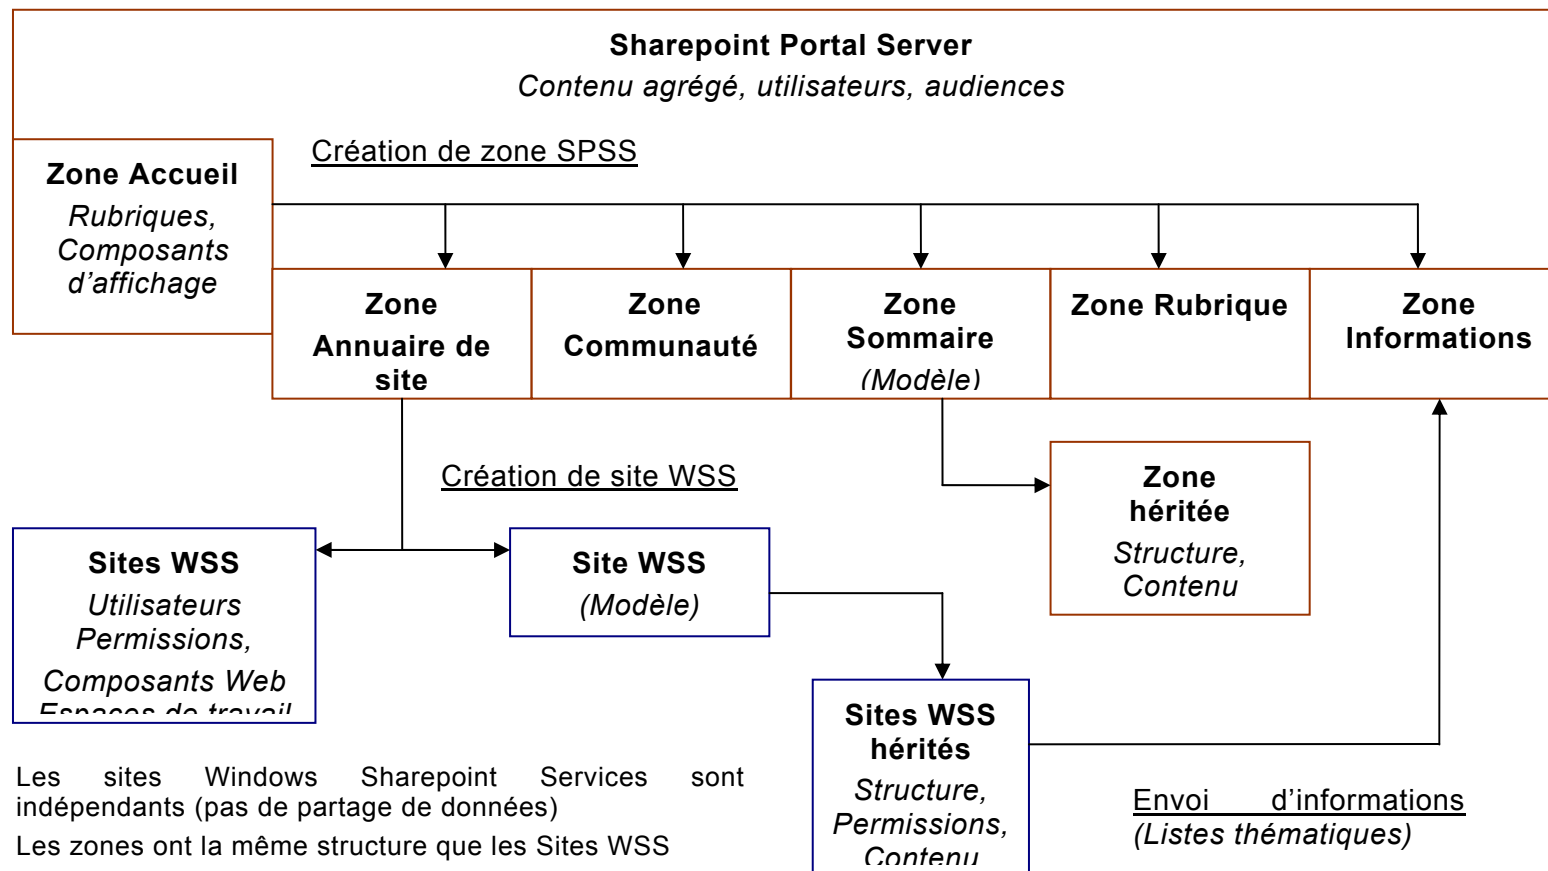 Sharepoint Portal Server
Contenu agrégé, utilisateurs, audiences
Création de zone SPSS
Zone Accueil
Rubriques,
Composants
d’affichage
Zone
Annuaire de
site
Zone
Communauté
Zone
Sommaire
(Modèle)
Zone Rubrique
Zone
Informations
Création de site WSS
Zone
héritée
Structure,
Contenu
Sites WSS
Utilisateurs
Permissions,
Composants Web
Espaces de travail
Site WSS
(Modèle)
Sites WSS
hérités
Structure,
Permissions,
Contenu
Les sites Windows Sharepoint Services sont
indépendants (pas de partage de données)
Les zones ont la même structure que les Sites WSS
Envoi d’informations
(Listes thématiques)